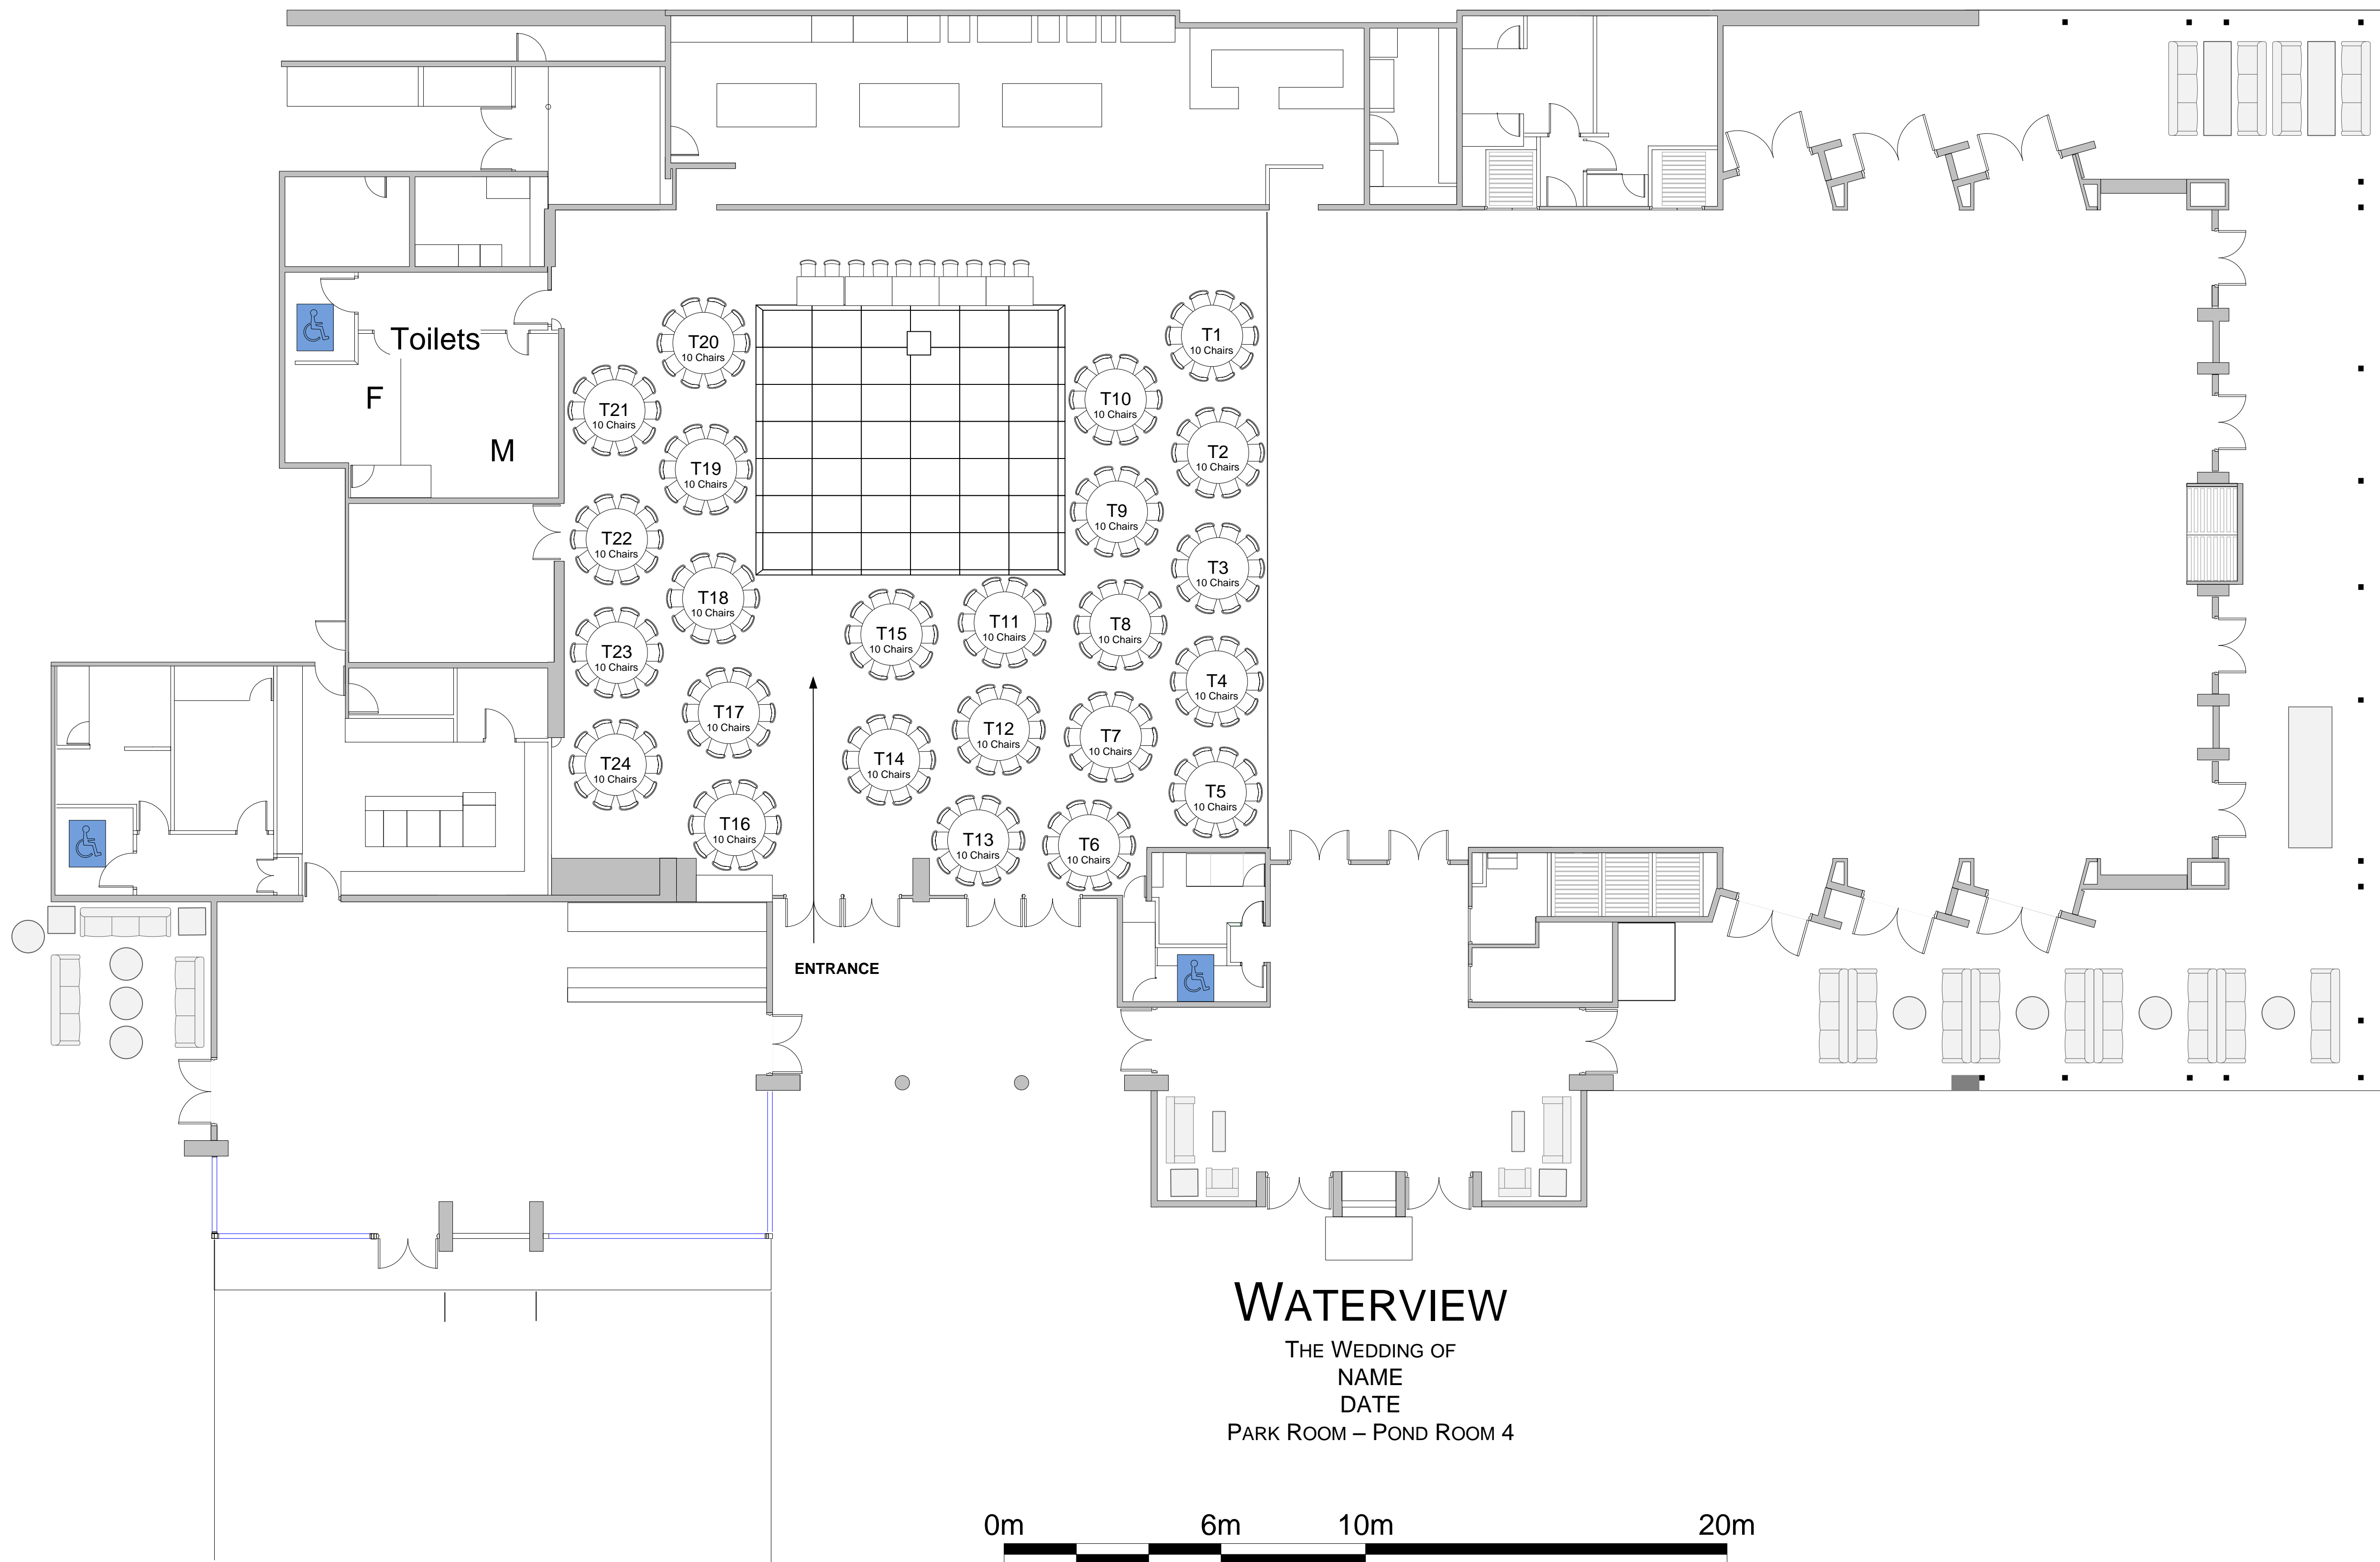 T20
10 Chairs
T1
10 Chairs
Toilets
F
M
T21
10 Chairs
T10
10 Chairs
T19
10 Chairs
T2
10 Chairs
T22
10 Chairs
T9
10 Chairs
T18
10 Chairs
T3
10 Chairs
T15
10 Chairs
T11
10 Chairs
T8
10 Chairs
T23
10 Chairs
T4
10 Chairs
T17
10 Chairs
T12
10 Chairs
T7
10 Chairs
T24
10 Chairs
T14
10 Chairs
T5
10 Chairs
T16
10 Chairs
T13
10 Chairs
T6
10 Chairs
ENTRANCE
WATERVIEW
THE WEDDING OF
NAME
DATE
PARK ROOM – POND ROOM 4
0m 6m 10m 20m